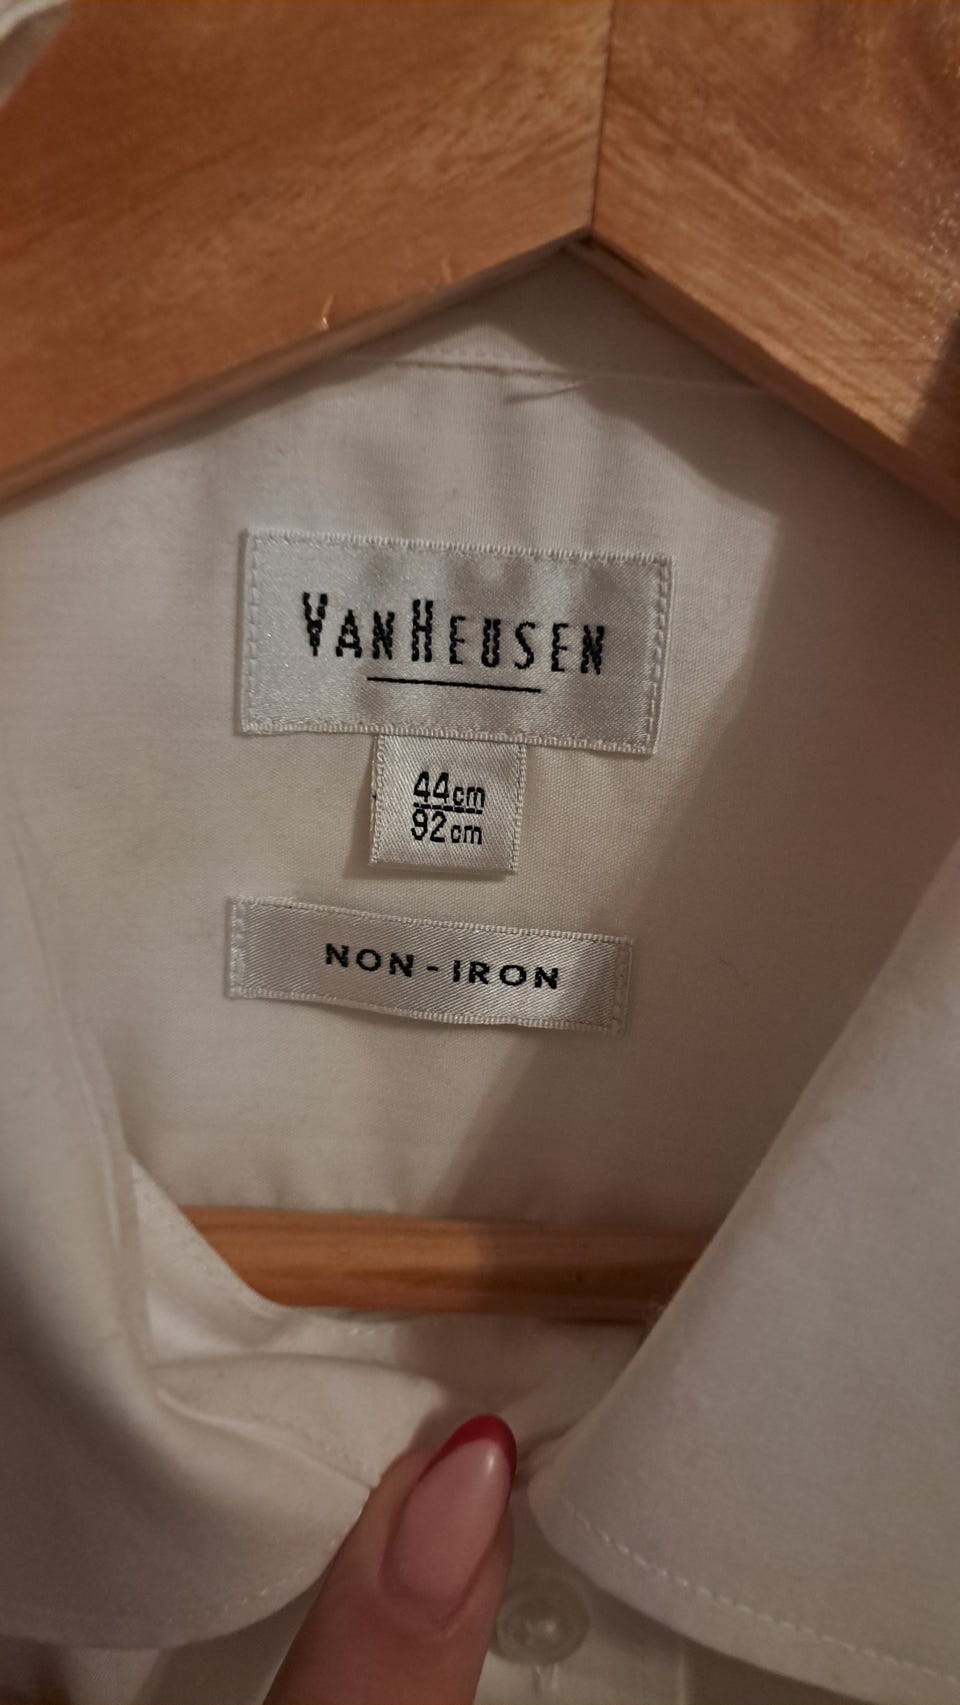 VANHEUSEN
44cm
92cm
NON-IRON